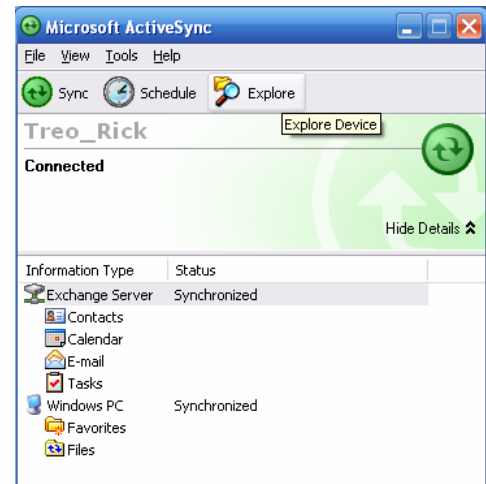 Microsoft ActiveSync
File View Tools Help
Sync Schedule Explore
Explore Device
Treo_Rick
Connected
Hide Details
Information Type Status
Exchange Server Synchronized
Contacts
Calendar
E-mail
Tasks
Windows PC Synchronized
Favorites
Files